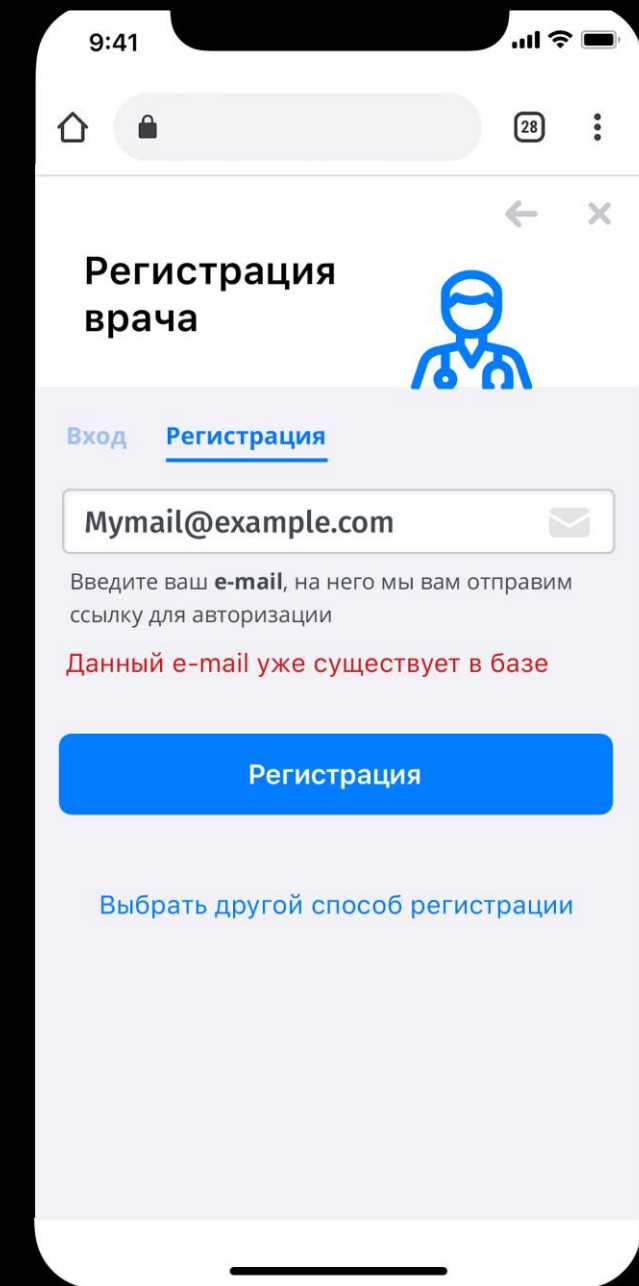 9:41
28
Регистрация
врача
Вход Регистрация
Mymail@example.com
Введите ваш e-mail, на него мы вам отправим
ссылку для авторизации
Данный e-mail уже существует в базе
Регистрация
Выбрать другой способ регистрации